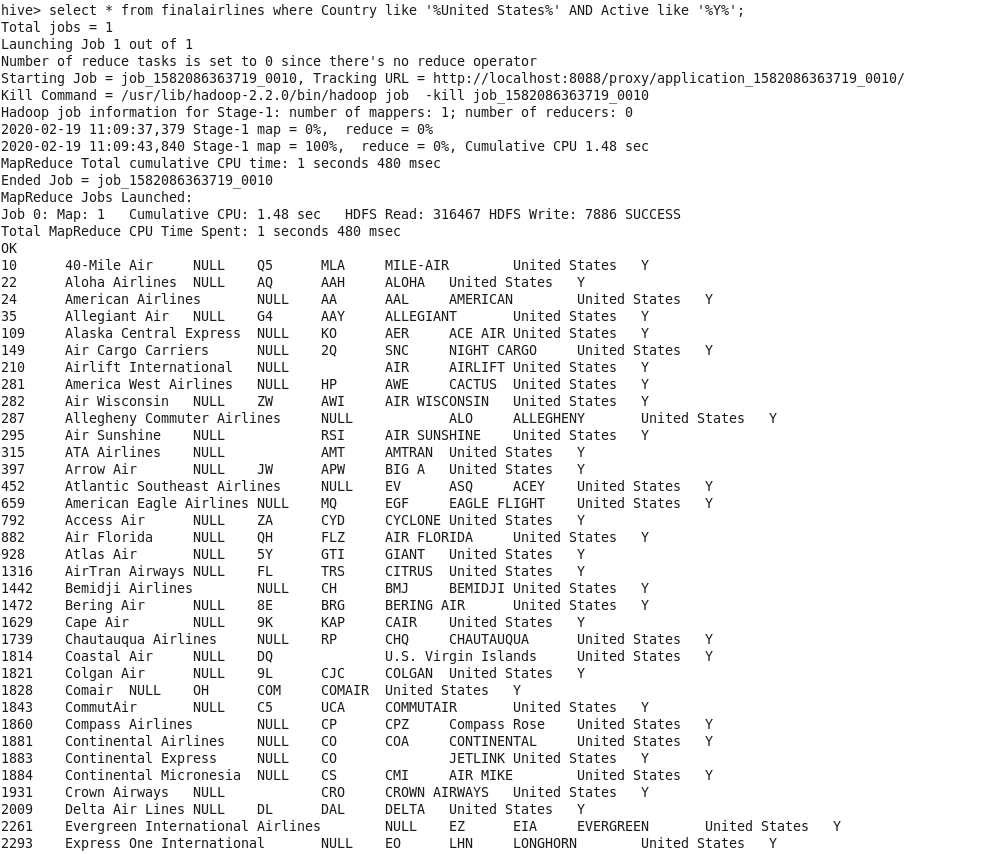 hive> select * from finalairlines where Country like '%United States%' AND Active like '%Y%';
Total jobs = 1
Launching Job 1 out of 1
Number of reduce tasks is set to 0 since there's no reduce operator
Starting Job = job_1582086363719_0010, Tracking URL = http://localhost:8088/proxy/application_1582086363719_0010/
Kill Command = /usr/lib/hadoop-2.2.0/bin/hadoop job  -kill job_1582086363719_0010
Hadoop job information for Stage-1: number of mappers: 1; number of reducers: 0
2020-02-19 11:09:37,379 Stage-1 map = 0%,  reduce = 0%
2020-02-19 11:09:43,840 Stage-1 map = 100%,  reduce = 0%, Cumulative CPU 1.48 sec
MapReduce Total cumulative CPU time: 1 seconds 480 msec
Ended Job = job_1582086363719_0010
MapReduce Jobs Launched:
Job 0: Map: 1   Cumulative CPU: 1.48 sec   HDFS Read: 316467 HDFS Write: 7886 SUCCESS
Total MapReduce CPU Time Spent: 1 seconds 480 msec
OK
10	40-Mile Air	NULL	Q5	MLA	MILE-AIR	United States	Y
22	Aloha Airlines	NULL	AQ	AAH	ALOHA	United States	Y
24	American Airlines	NULL	AA	AAL	AMERICAN	United States	Y
35	Allegiant Air	NULL	G4	AAY	ALLEGIANT	United States	Y
109	Alaska Central Express	NULL	KO	AER	ACE AIR	United States	Y
149	Air Cargo Carriers	NULL	2Q	SNC	NIGHT CARGO	United States	Y
210	Airlift International	NULL		AIR	AIRLIFT	United States	Y
281	America West Airlines	NULL	HP	AWE	CACTUS	United States	Y
282	Air Wisconsin	NULL	ZW	AWI	AIR WISCONSIN	United States	Y
287	Allegheny Commuter Airlines	NULL		ALO	ALLEGHENY	United States	Y
295	Air Sunshine	NULL		RSI	AIR SUNSHINE	United States	Y
315	ATA Airlines	NULL		AMT	AMTRAN	United States	Y
397	Arrow Air	NULL	JW	APW	BIG A	United States	Y
452	Atlantic Southeast Airlines	NULL	EV	ASQ	ACEY	United States	Y
659	American Eagle Airlines	NULL	MQ	EGF	EAGLE FLIGHT	United States	Y
792	Access Air	NULL	ZA	CYD	CYCLONE	United States	Y
882	Air Florida	NULL	QH	FLZ	AIR FLORIDA	United States	Y
928	Atlas Air	NULL	5Y	GTI	GIANT	United States	Y
1316	AirTran Airways	NULL	FL	TRS	CITRUS	United States	Y
1442	Bemidji Airlines	NULL	CH	BMJ	BEMIDJI	United States	Y
1472	Bering Air	NULL	8E	BRG	BERING AIR	United States	Y
1629	Cape Air	NULL	9K	KAP	CAIR	United States	Y
1739	Chautauqua Airlines	NULL	RP	CHQ	CHAUTAUQUA	United States	Y
1814	Coastal Air	NULL	DQ		U.S. Virgin Islands	United States	Y
1821	Colgan Air	NULL	9L	CJC	COLGAN	United States	Y
1828	Comair	NULL	OH	COM	COMAIR	United States	Y
1843	CommutAir	NULL	C5	UCA	COMMUTAIR	United States	Y
1860	Compass Airlines	NULL	CP	CPZ	Compass Rose	United States	Y
1881	Continental Airlines	NULL	CO	COA	CONTINENTAL	United States	Y
1883	Continental Express	NULL	CO		JETLINK	United States	Y
1884	Continental Micronesia	NULL	CS	CMI	AIR MIKE	United States	Y
1931	Crown Airways	NULL		CRO	CROWN AIRWAYS	United States	Y
2009	Delta Air Lines	NULL	DL	DAL	DELTA	United States	Y
2261	Evergreen International Airlines	NULL	EZ	EIA	EVERGREEN	United States	Y
2293	Express One International	NULL	EO	LHN	LONGHORN	United States	Y